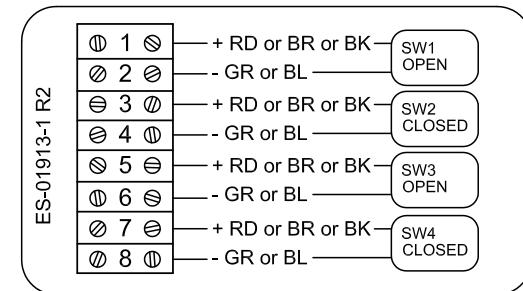 ES-01913-1 R2
1 + RD or BR or BK SW1
OPEN
2 - GR or BL
3 + RD or BR or BK SW2
CLOSED
4 - GR or BL
5 + RD or BR or BK SW3
OPEN
6 - GR or BL
7 + RD or BR or BK SW4
CLOSED
8 - GR or BL